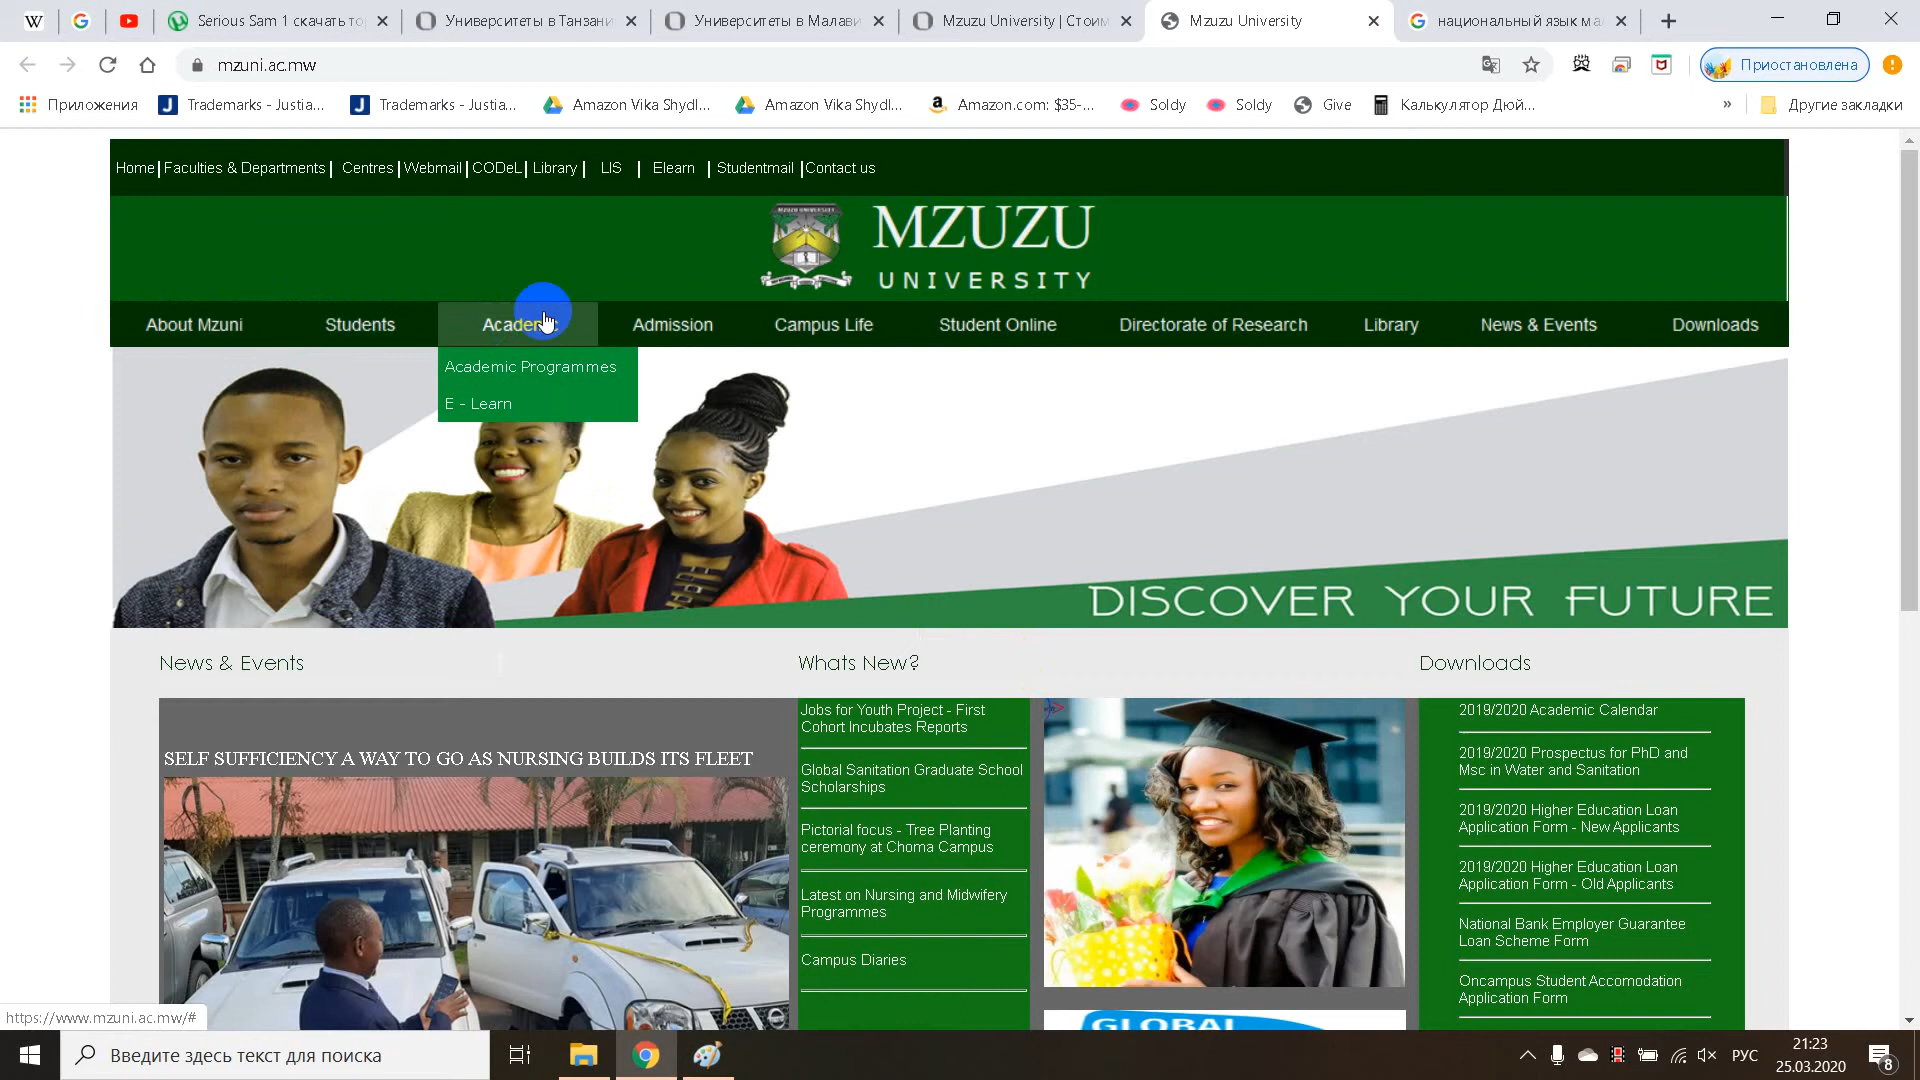 Serious Sam 1 скачать то
Университеты в Танзани
Университеты в Малави
Mzuzu University | Стоим
Mzuzu University
национальный язык ма
mzuni.ac.mw
Приостановлена
Приложения
Trademarks - Justia...
Trademarks - Justia...
Amazon Vika Shydl...
Amazon Vika Shydl...
Amazon.com: $35-...
Soldy
Soldy
Give
Калькулятор Дюй...
»
Другие закладки
Home | Faculties & Departments | Centres | Webmail | CODeL | Library | LIS | Elearn | Studentmail | Contact us
MZUZU
UNIVERSITY
About Mzuni
Students
Academic
Admission
Campus Life
Student Online
Directorate of Research
Library
News & Events
Downloads
Academic Programmes
E - Learn
DISCOVER YOUR FUTURE
News & Events
SELF SUFFICIENCY A WAY TO GO AS NURSING BUILDS ITS FLEET
Whats New?
Jobs for Youth Project - First
Cohort Incubates Reports
Global Sanitation Graduate School
Scholarships
Pictorial focus - Tree Planting
ceremony at Choma Campus
Latest on Nursing and Midwifery
Programmes
Campus Diaries
GLOBAL
Downloads
2019/2020 Academic Calendar
2019/2020 Prospectus for PhD and
Msc in Water and Sanitation
2019/2020 Higher Education Loan
Application Form - New Applicants
2019/2020 Higher Education Loan
Application Form - Old Applicants
National Bank Employer Guarantee
Loan Scheme Form
Oncampus Student Accomodation
Application Form
https://www.mzuni.ac.mw/#
Введите здесь текст для поиска
РУС
21:23
25.03.2020
8